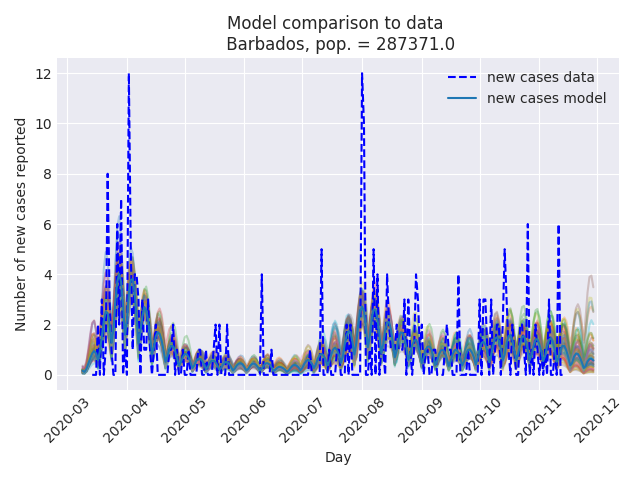 Model comparison to data
Barbados, pop. = 287371.0
new cases data
new cases model
Number of new cases reported
12
10
8
6
4
2
0
2020-03
2020-04
2020-05
2020-06
2020-07
2020-08
2020-09
2020-10
2020-11
2020-12
Day